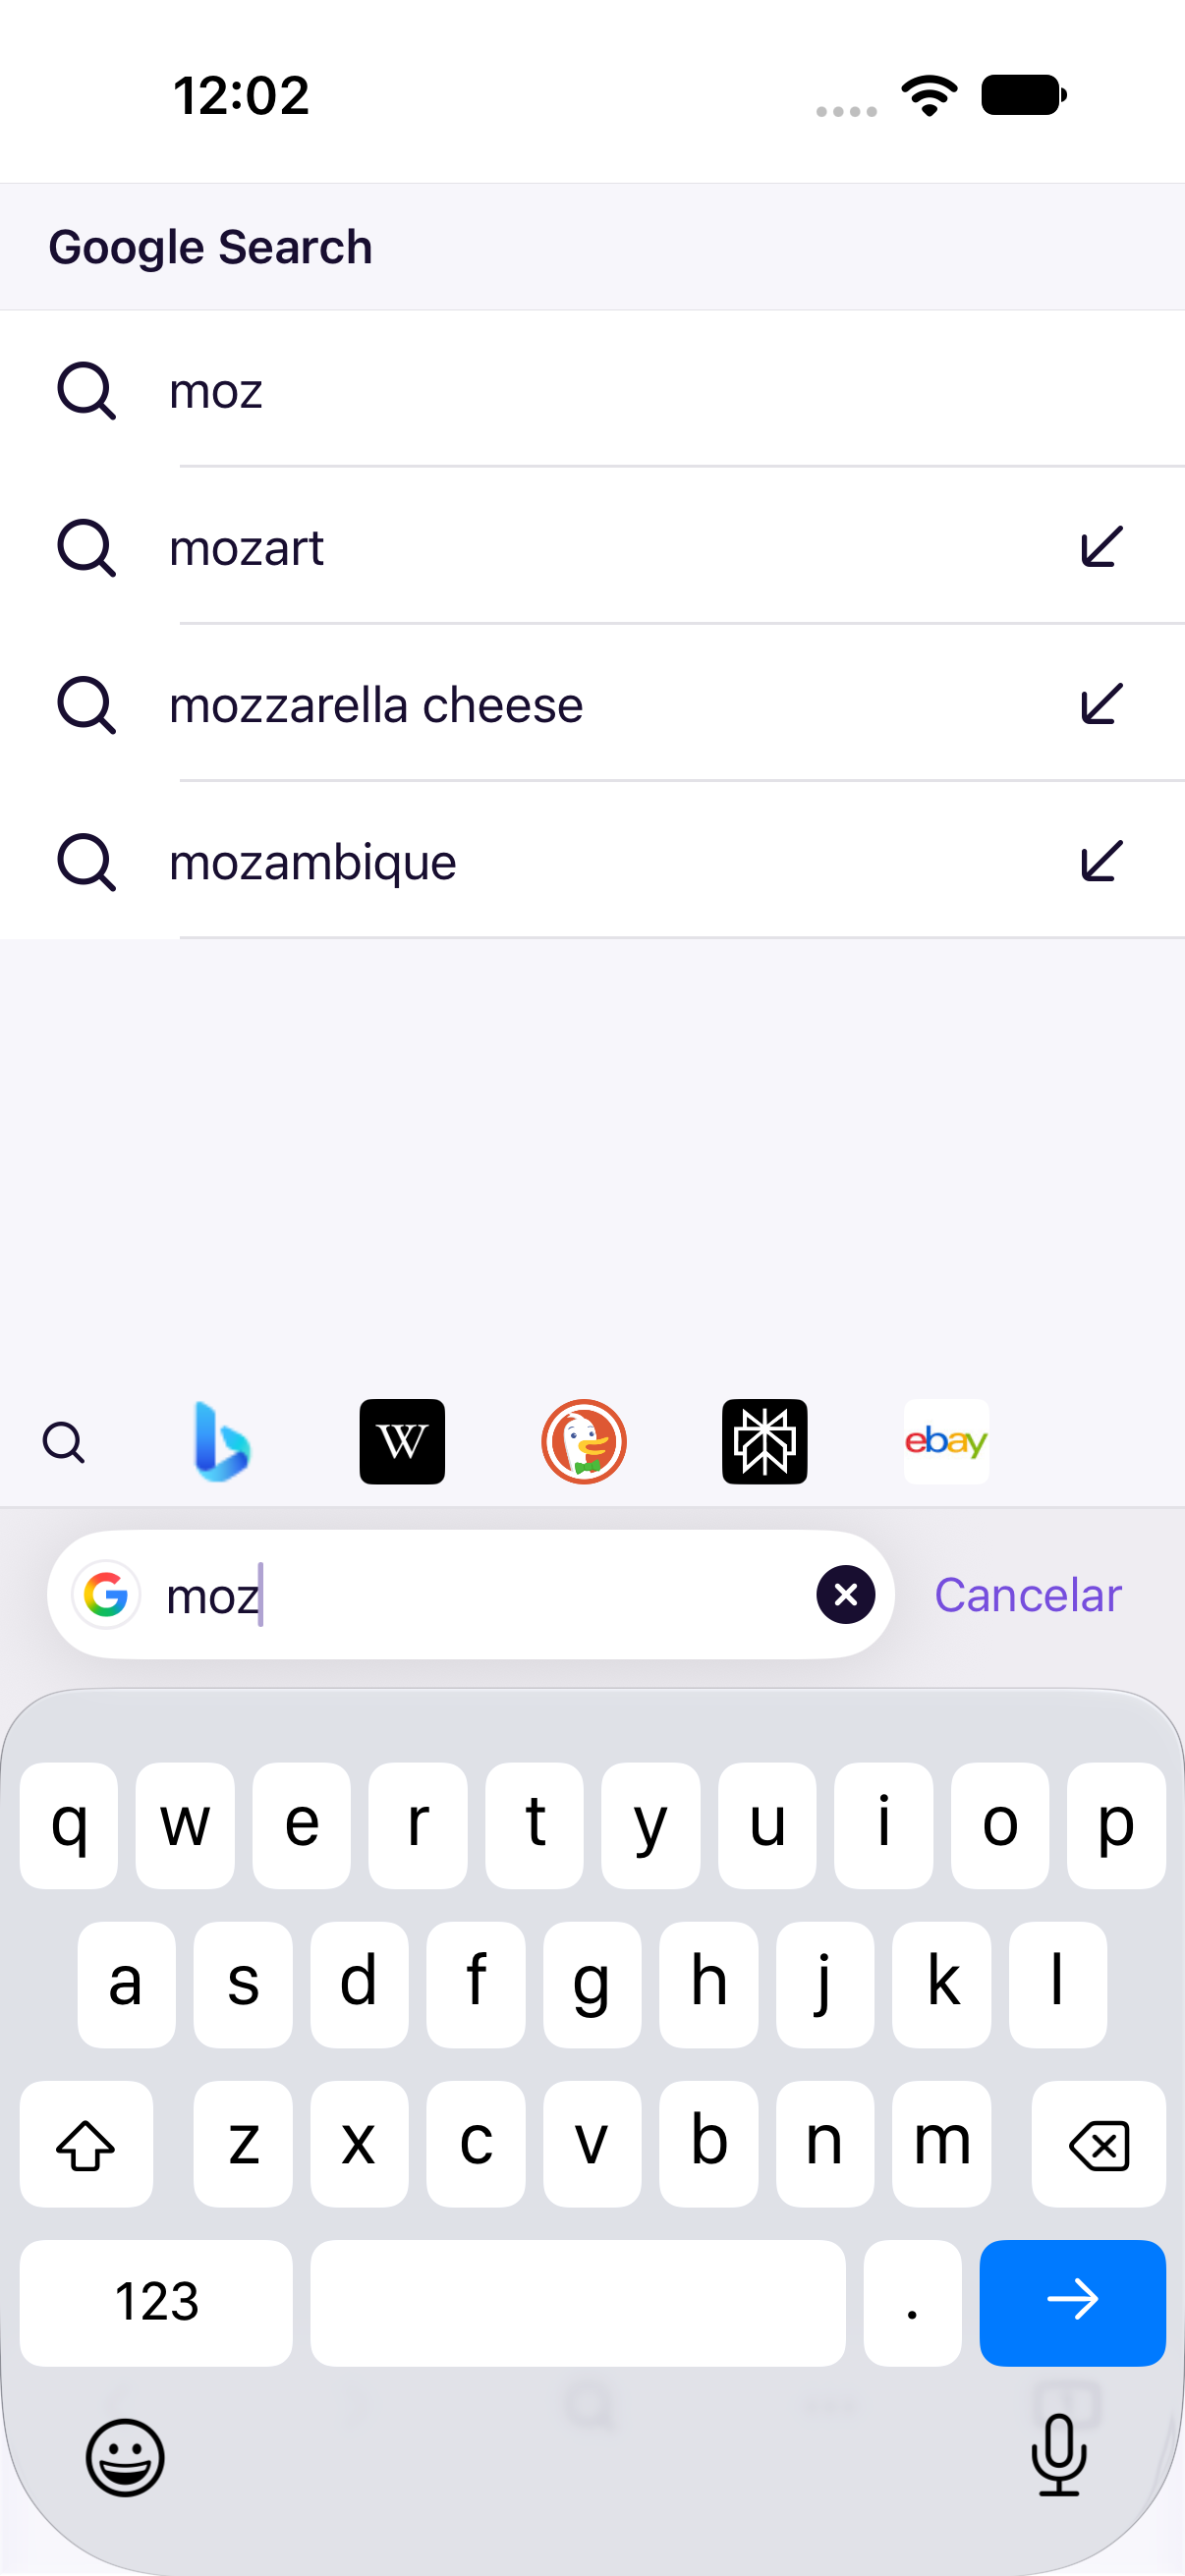 12:02
Google Search
moz
mozart
mozzarella cheese
mozambique
W
ebay
G
moz
Cancelar
q w e r t y u i o p
a s d f g h j k l
z x c v b n m
123 .